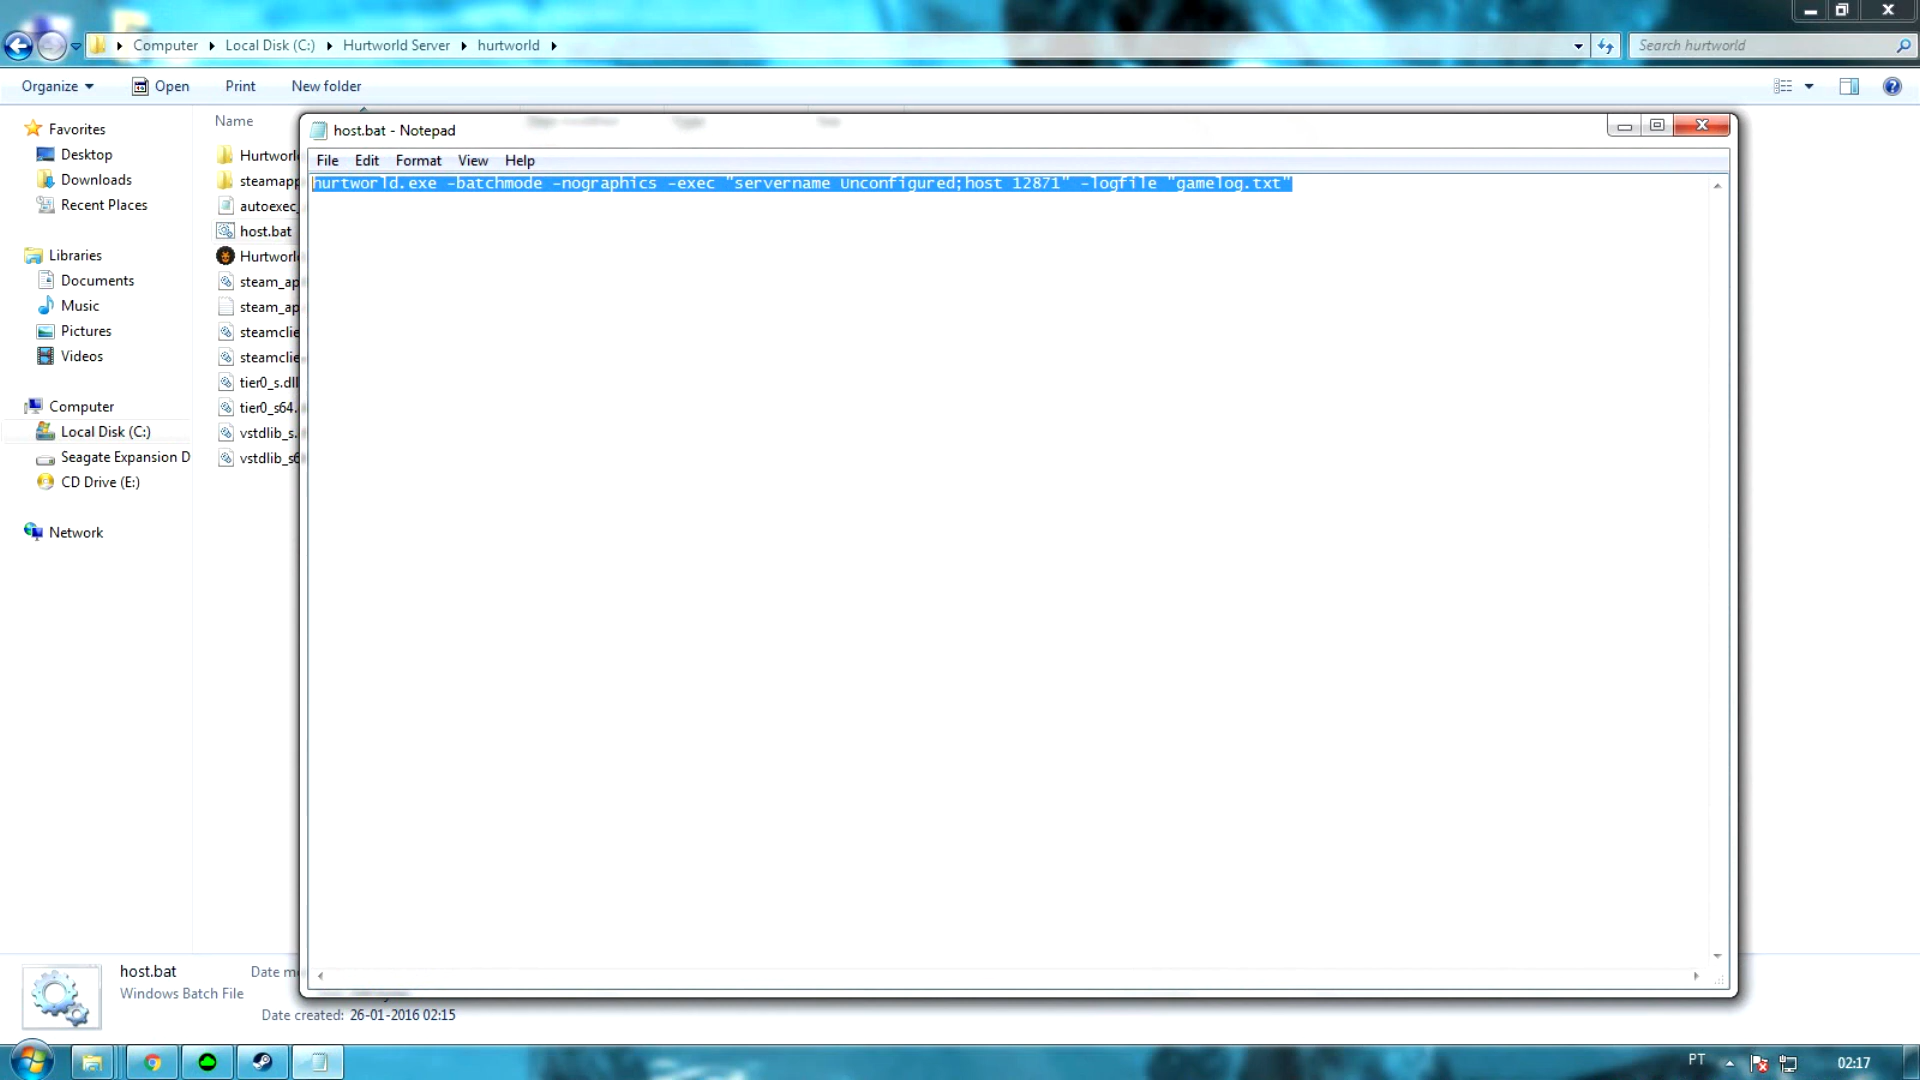 Computer Local Disk (C:) Hurtworld Server hurtworld
Search hurtworld
Organize Open Print New folder
Favorites
Desktop
Downloads
Recent Places
Libraries
Documents
Music
Pictures
Videos
Computer
Local Disk (C:)
Seagate Expansion D
CD Drive (E:)
Network
Name
Hurtworl
steamapp
autoexec_
host.bat
Hurtworl
steam_ap
steam_ap
steamclie
steamclie
tier0_s.dll
tier0_s64.
vstdlib_s.
vstdlib_s6
host.bat - Notepad
File Edit Format View Help
hurtworld.exe -batchmode -nographics -exec "servername Unconfigured;host 12871" -logfile "gamelog.txt"
host.bat Date m
Windows Batch File
Date created: 26-01-2016 02:15
PT 02:17